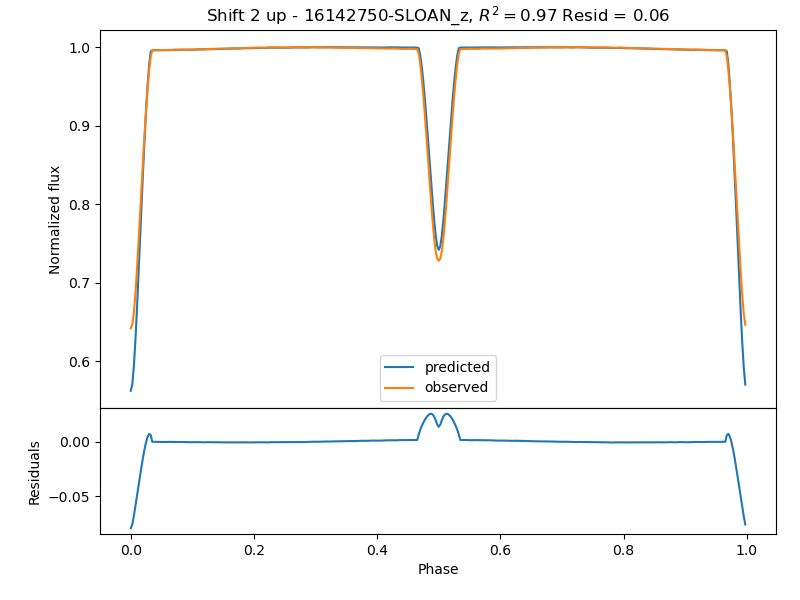 Shift 2 up - 16142750-SLOAN_z, R² = 0.97 Resid = 0.06
1.0
0.9
0.8
0.7
0.6
Normalized flux
predicted
observed
0.00
−0.05
Residuals
0.0 0.2 0.4 0.6 0.8 1.0
Phase